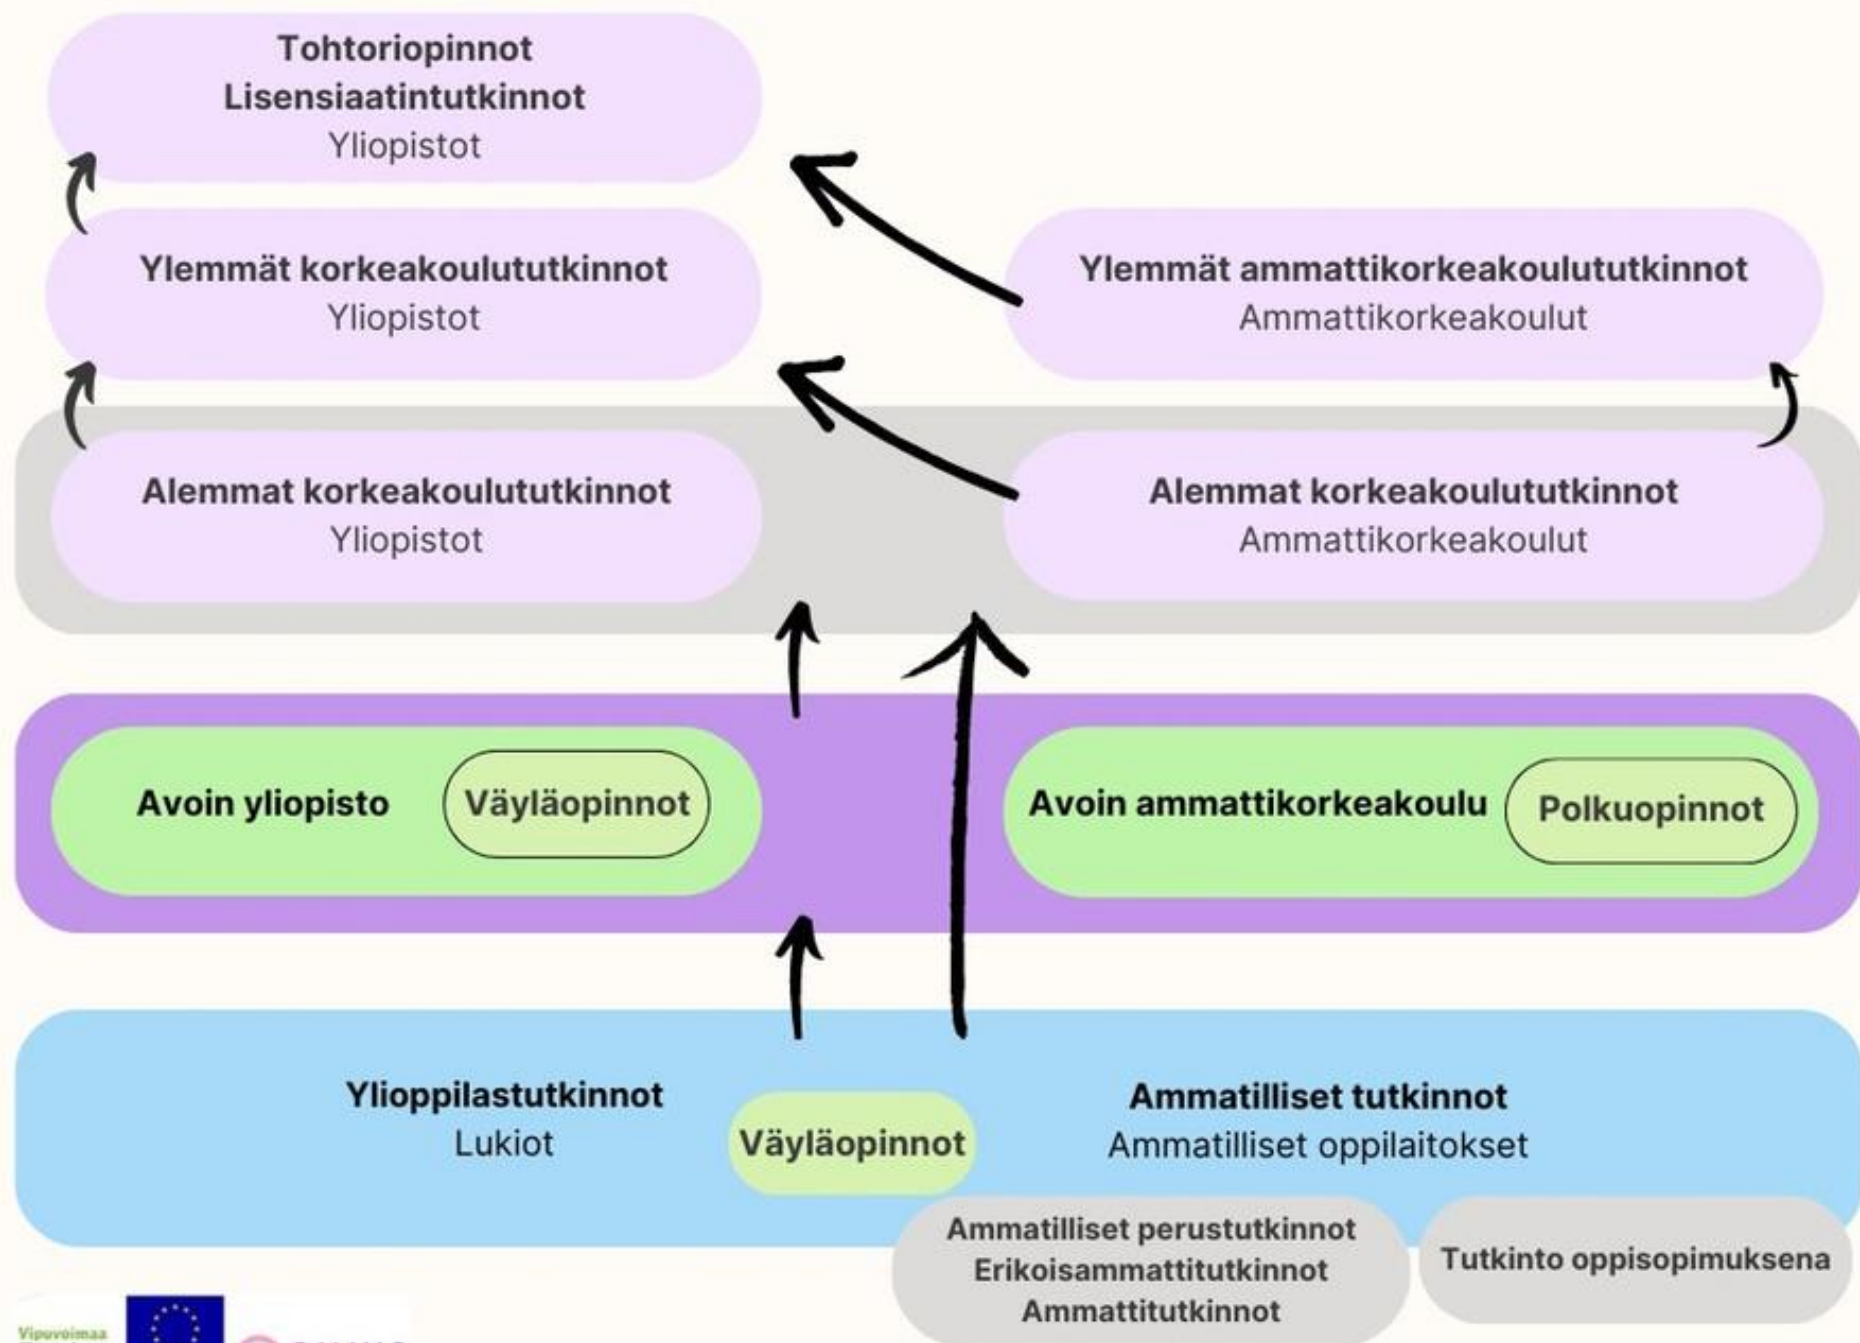 Tohtoriopinnot
Lisensiaatintutkinnot
Yliopistot
Ylemmät korkeakoulututkinnot
Yliopistot
Ylemmät ammattikorkeakoulututkinnot
Ammattikorkeakoulut
Alemmat korkeakoulututkinnot
Yliopistot
Alemmat korkeakoulututkinnot
Ammattikorkeakoulut
Avoin yliopisto
Väyläopinnot
Avoin ammattikorkeakoulu
Polkuopinnot
Ylioppilastutkinnot
Lukiot
Väyläopinnot
Ammatilliset tutkinnot
Ammatilliset oppilaitokset
Ammatilliset perustutkinnot
Erikoisammattitutkinnot
Ammattitutkinnot
Tutkinto oppisopimuksena
Vipuvoimaa